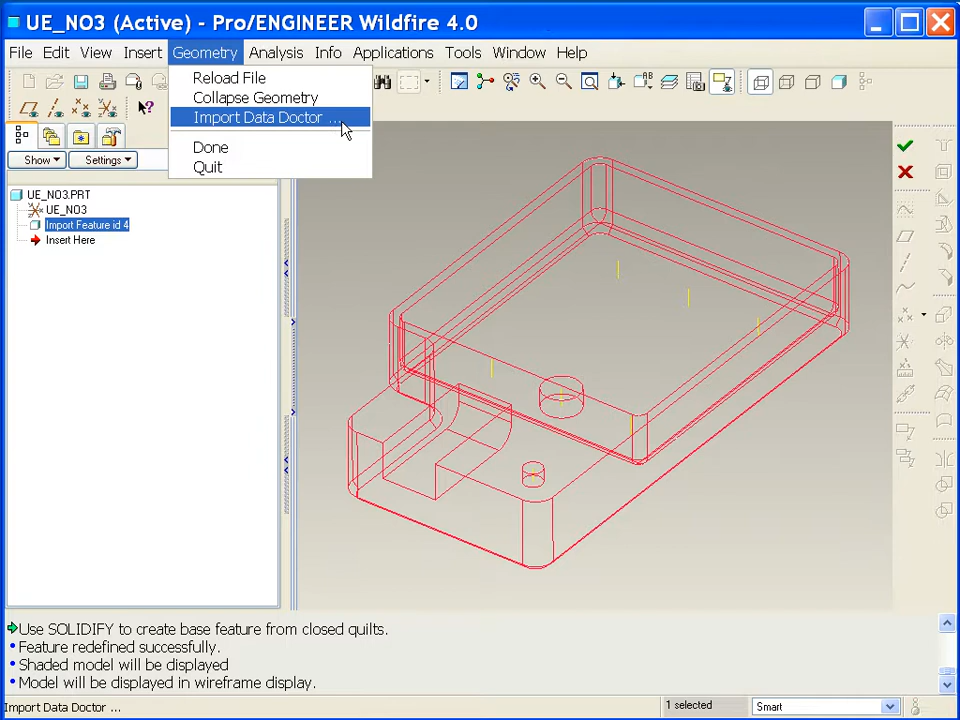 UE_NO3 (Active) - Pro/ENGINEER Wildfire 4.0
File Edit View Insert Geometry Analysis Info Applications Tools Window Help
Reload File
Collapse Geometry
Import Data Doctor ...
Done
Quit
Show Settings
UE_NO3.PRT
UE_NO3
Import Feature id 4
Insert Here
Use SOLIDIFY to create base feature from closed quilts.
Feature redefined successfully.
Shaded model will be displayed
Model will be displayed in wireframe display.
Import Data Doctor ... 1 selected Smart